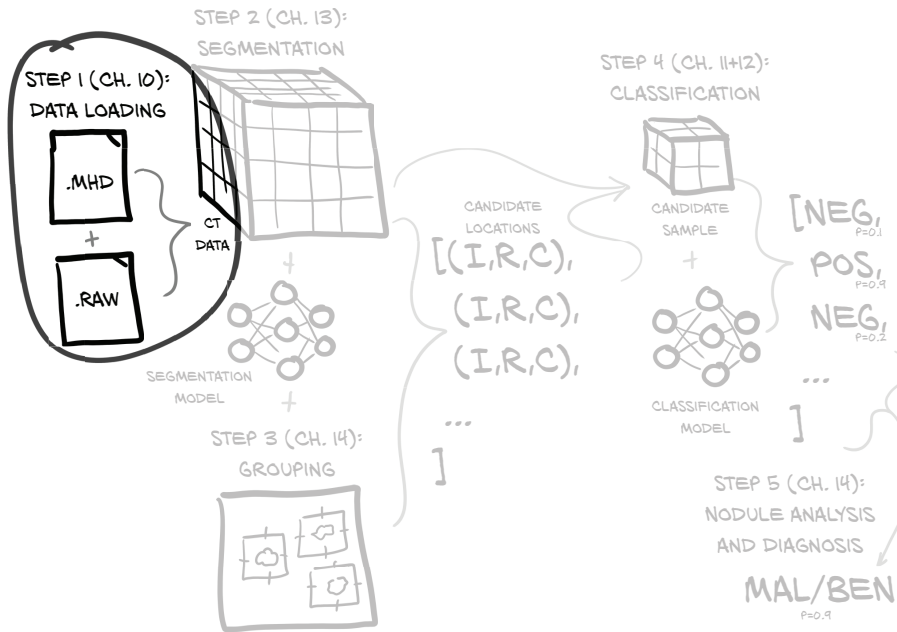 STEP 1 (CH. 10):
DATA LOADING
.MHD
+
.RAW
CT
DATA
STEP 2 (CH. 13):
SEGMENTATION
+
SEGMENTATION
MODEL
+
STEP 3 (CH. 14):
GROUPING
CANDIDATE
LOCATIONS
[(I,R,C),
(I,R,C),
(I,R,C),
...
]
STEP 4 (CH. 11+12):
CLASSIFICATION
CANDIDATE
SAMPLE
+
CLASSIFICATION
MODEL
[NEG,
P=0.1
POS,
P=0.9
NEG,
P=0.2
...
]
STEP 5 (CH. 14):
NODULE ANALYSIS
AND DIAGNOSIS
MAL/BEN
P=0.9